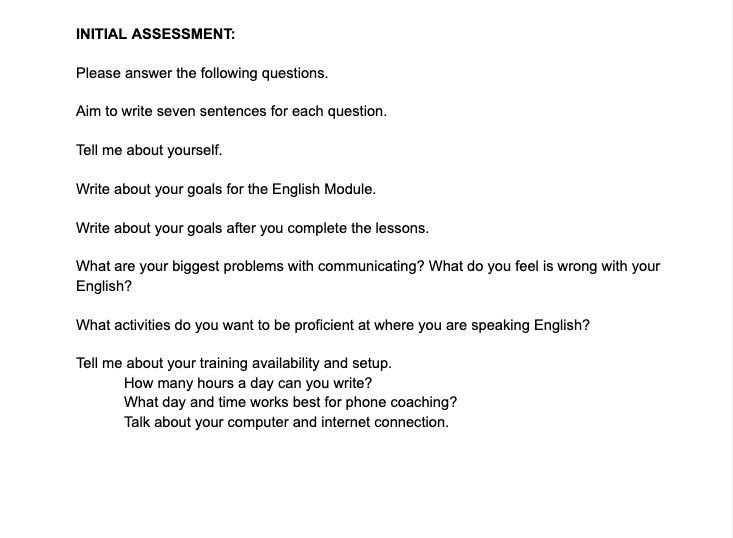 INITIAL ASSESSMENT:
Please answer the following questions.
Aim to write seven sentences for each question.
Tell me about yourself.
Write about your goals for the English Module.
Write about your goals after you complete the lessons.
What are your biggest problems with communicating? What do you feel is wrong with your
English?
What activities do you want to be proficient at where you are speaking English?
Tell me about your training availability and setup.
How many hours a day can you write?
What day and time works best for phone coaching?
Talk about your computer and internet connection.